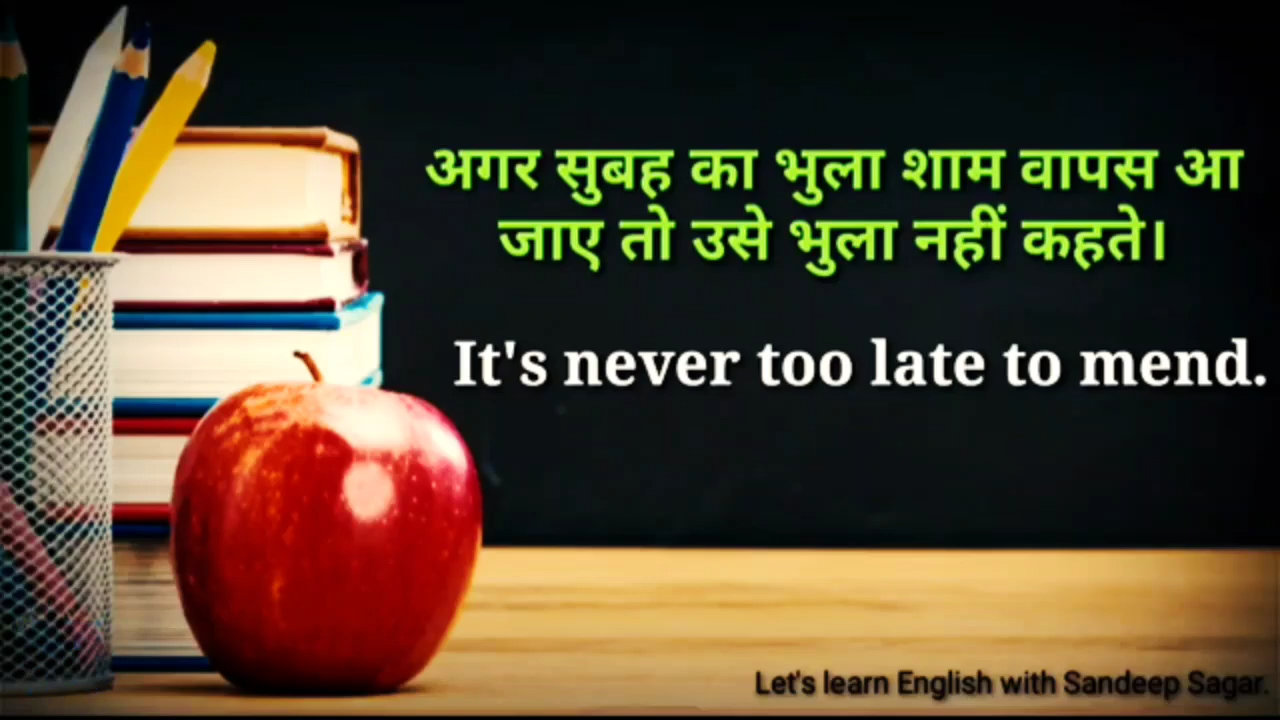 अगर सुबह का भुला शाम वापस आ
जाए तो उसे भुला नहीं कहते।
It's never too late to mend.
Let's learn English with Sandeep Sagar.